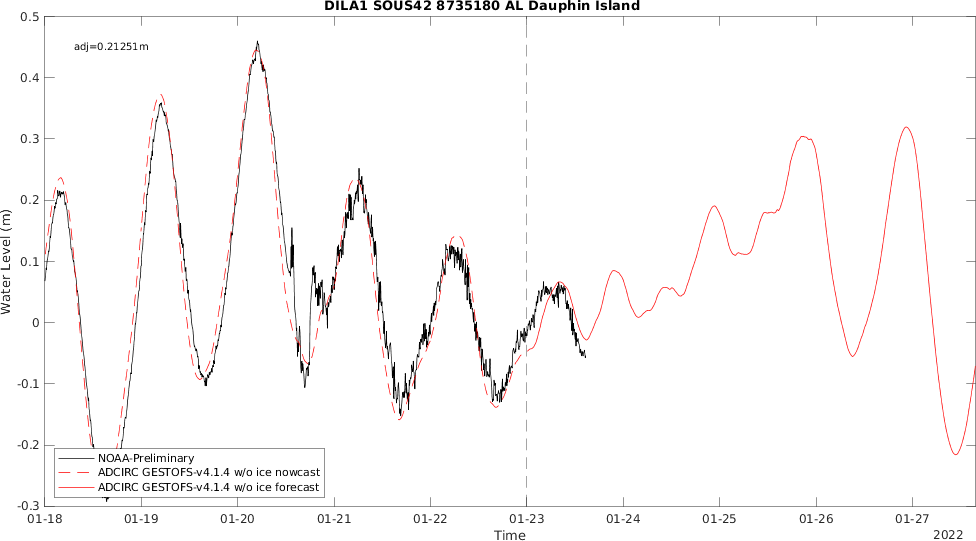 DILA1 SOUS42 8735180 AL Dauphin Island
adj=0.21251m
0.5
0.4
0.3
0.2
0.1
0
-0.1
-0.2
-0.3
Water Level (m)
NOAA-Preliminary
ADCIRC GESTOFS-v4.1.4 w/o ice nowcast
ADCIRC GESTOFS-v4.1.4 w/o ice forecast
01-18 01-19 01-20 01-21 01-22 01-23 01-24 01-25 01-26 01-27
Time
2022